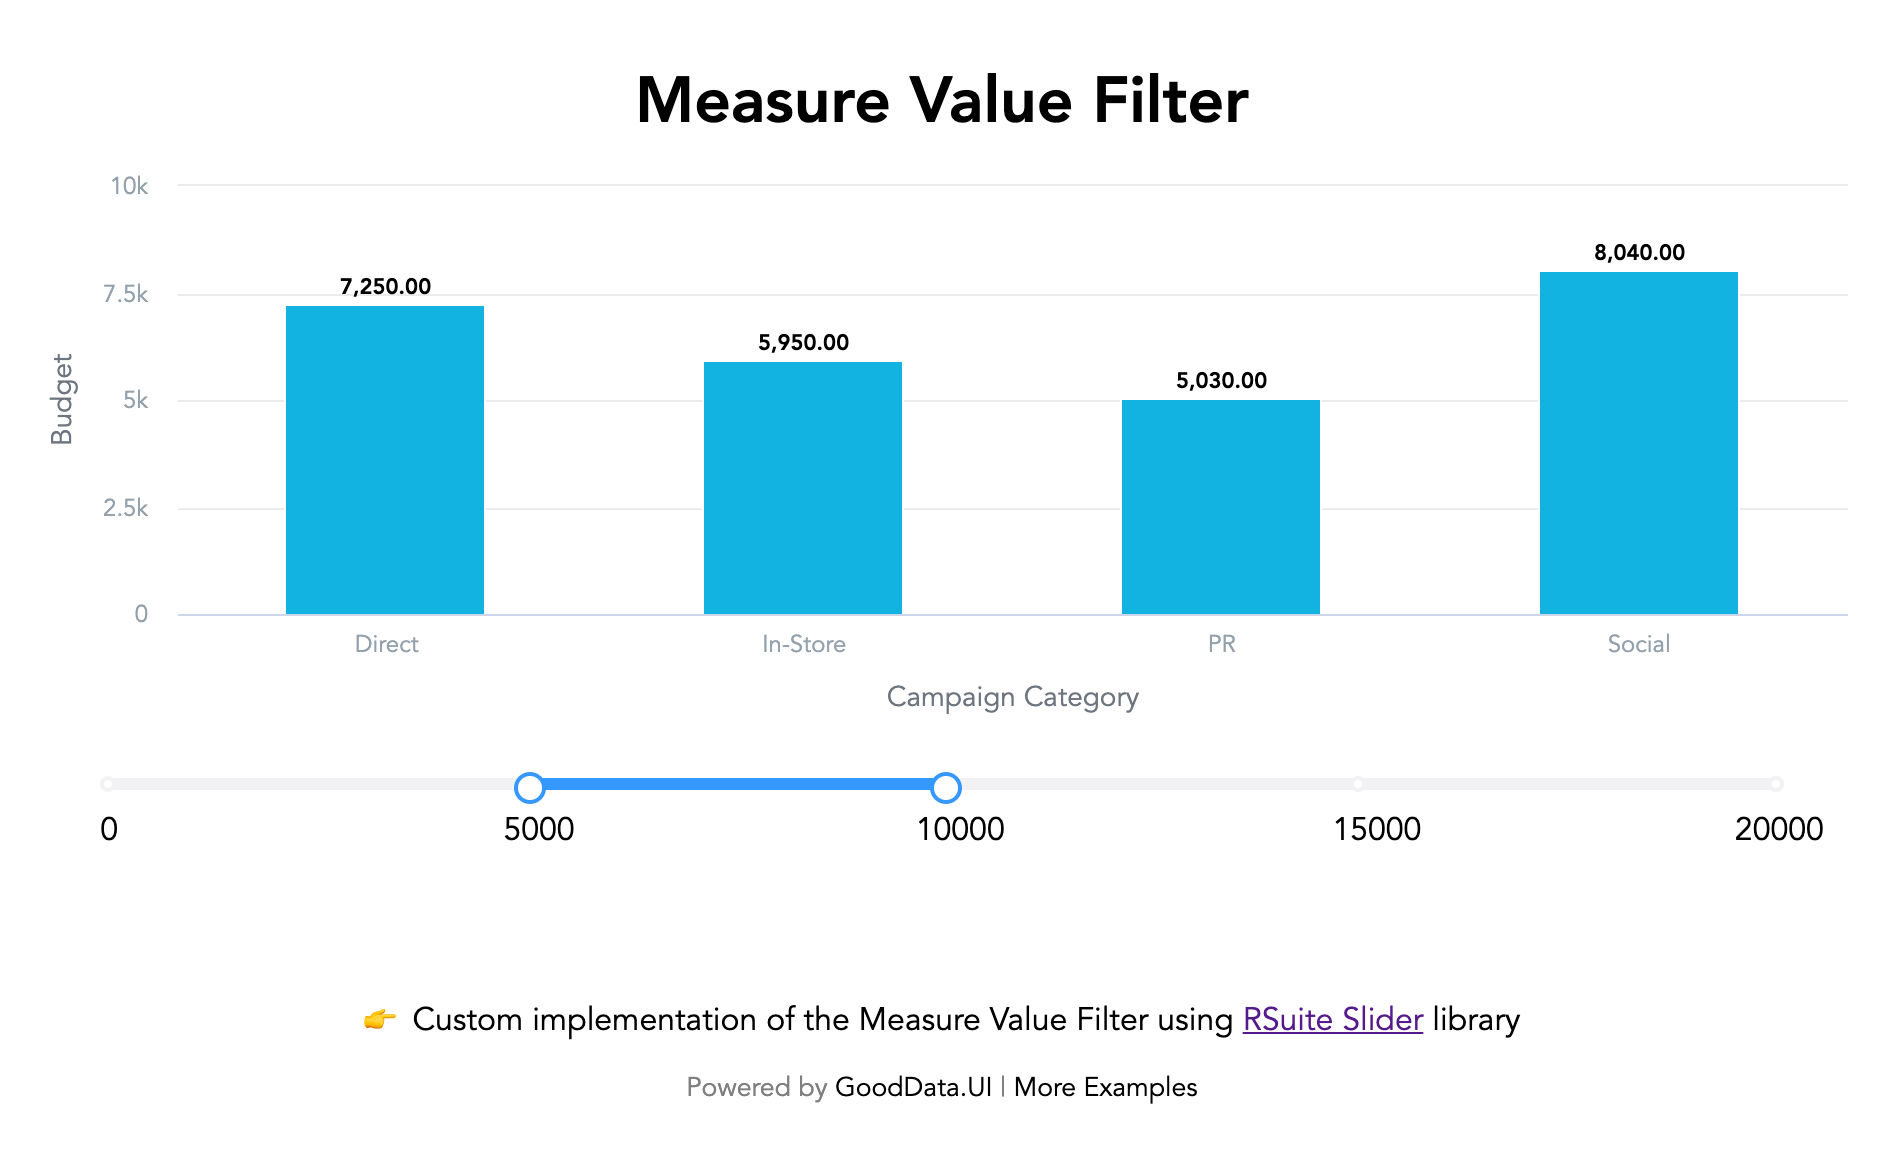 Measure Value Filter
10k
7.5k
5k
2.5k
0
Budget
7,250.00
5,950.00
5,030.00
8,040.00
Direct
In-Store
PR
Social
Campaign Category
0
5000
10000
15000
20000
👉 Custom implementation of the Measure Value Filter using RSuite Slider library
Powered by GoodData.UI | More Examples